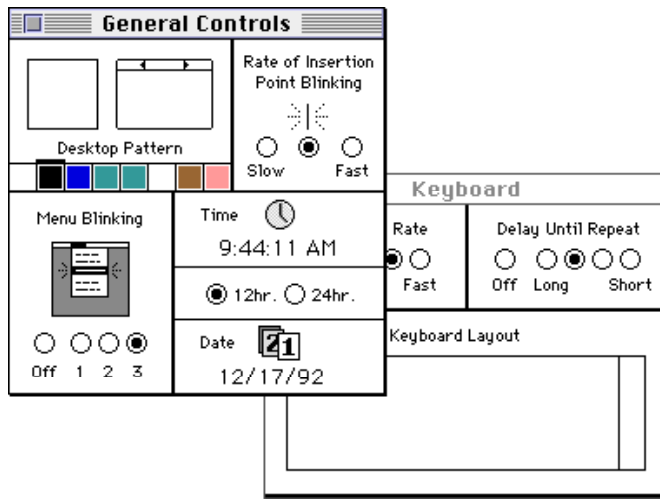 General Controls
Rate of Insertion
Point Blinking
Desktop Pattern
Slow Fast
Menu Blinking
Off 1 2 3
Time
9:44:11 AM
12hr. 24hr.
Date
21
12/17/92
Keyboard
Rate
Fast
Delay Until Repeat
Off Long Short
Keyboard Layout